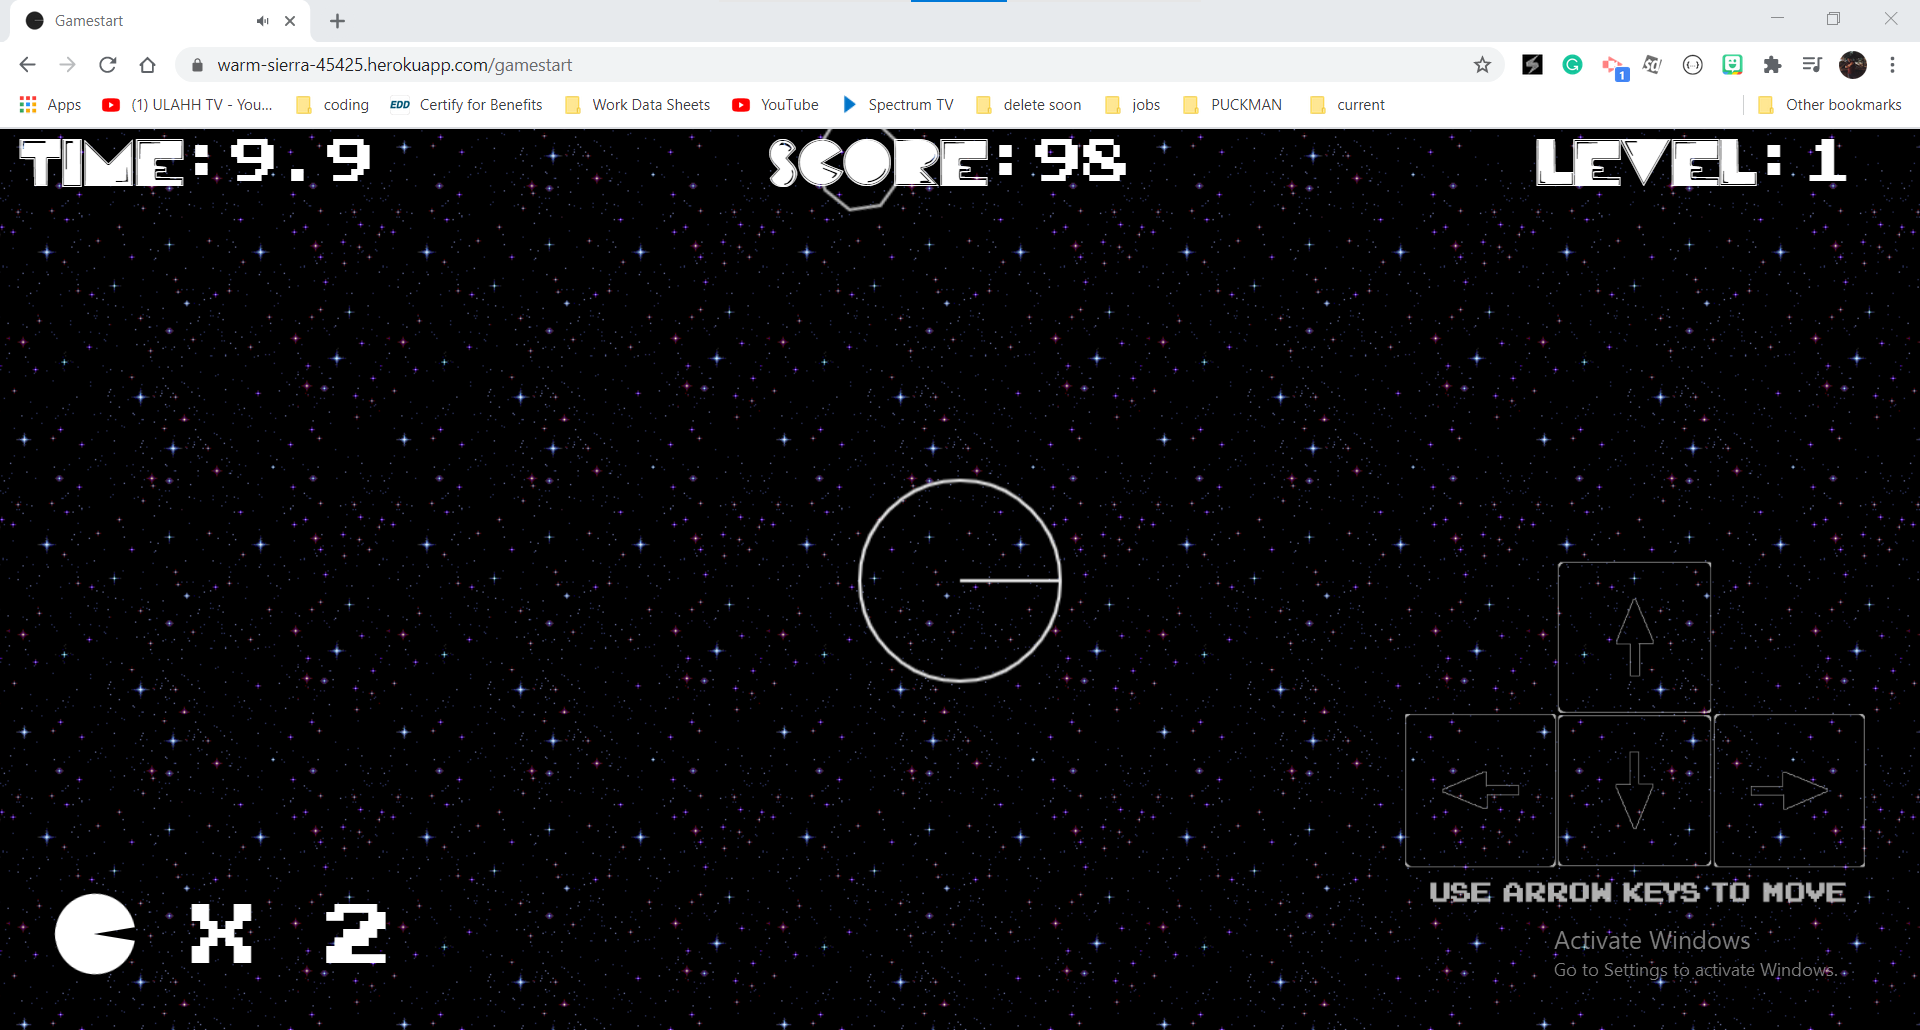 Gamestart
warm-sierra-45425.herokuapp.com/gamestart
1
Apps (1) ULAHH TV - You... coding EDD Certify for Benefits Work Data Sheets YouTube Spectrum TV delete soon jobs PUCKMAN current Other bookmarks
TIME:9.9 SCORE:98 LEVEL:1
USE ARROW KEYS TO MOVE
X 2
Activate Windows
Go to Settings to activate Windows.